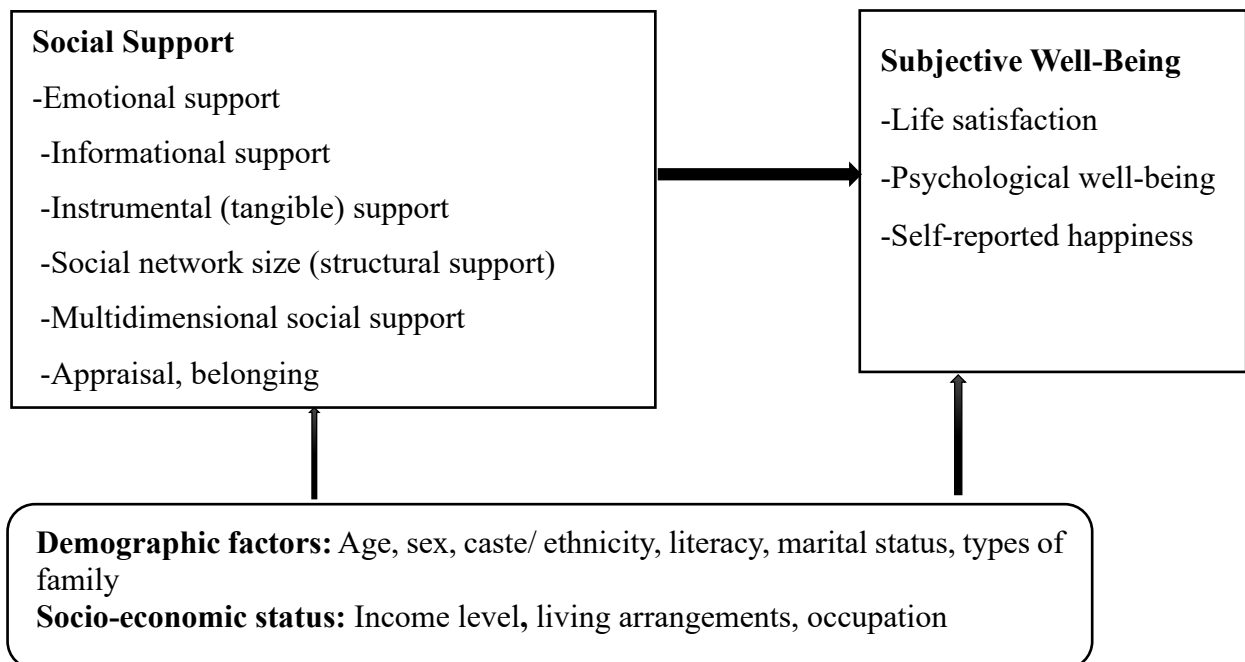 Social Support
-Emotional support
-Informational support
-Instrumental (tangible) support
-Social network size (structural support)
-Multidimensional social support
-Appraisal, belonging
Subjective Well-Being
-Life satisfaction
-Psychological well-being
-Self-reported happiness
Demographic factors: Age, sex, caste/ ethnicity, literacy, marital status, types of
family
Socio-economic status: Income level, living arrangements, occupation